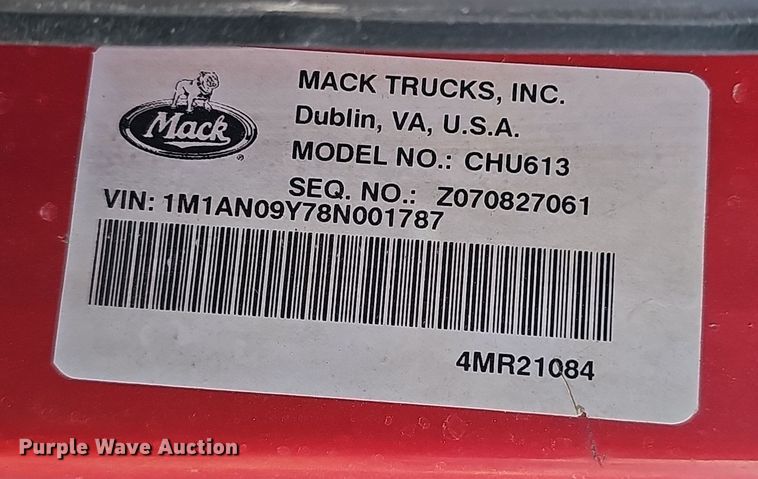 MACK TRUCKS, INC.
Dublin, VA, U.S.A.
MODEL NO.: CHU613
SEQ. NO.: Z070827061
Mack ®
VIN: 1M1AN09Y78N001787
4MR21084
Purple Wave Auction